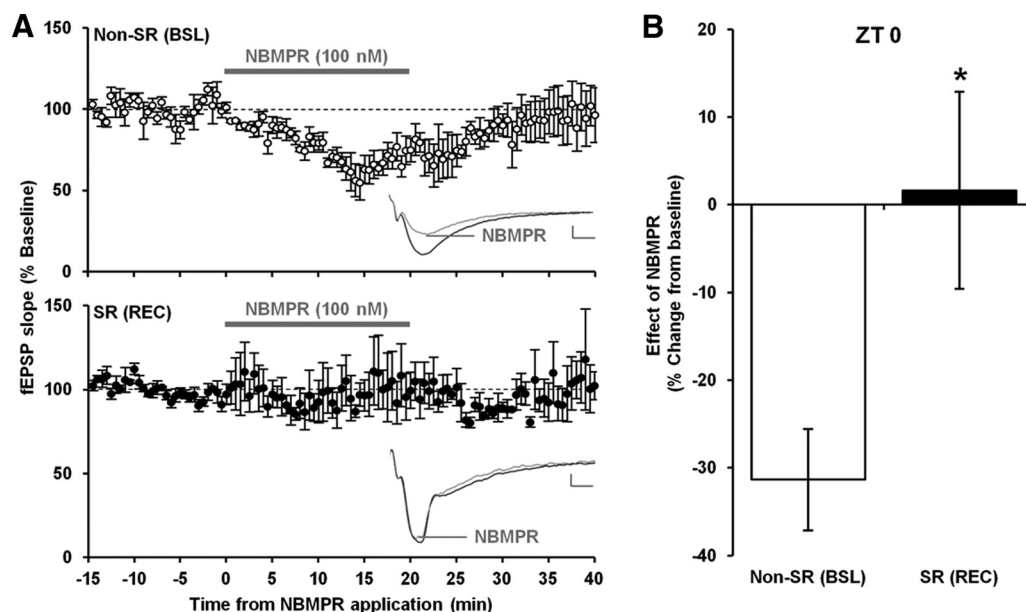 A
Non-SR (BSL)
NBMPR (100 nM)
150
100
50
0
NBMPR
SR (REC)
NBMPR (100 nM)
150
100
50
0
NBMPR
fEPSP slope (% Baseline)
-15 -10 -5 0 5 10 15 20 25 30 35 40
Time from NBMPR application (min)
B
ZT 0
*
20
10
0
-10
-20
-30
-40
Effect of NBMPR
(% Change from baseline)
Non-SR (BSL) SR (REC)